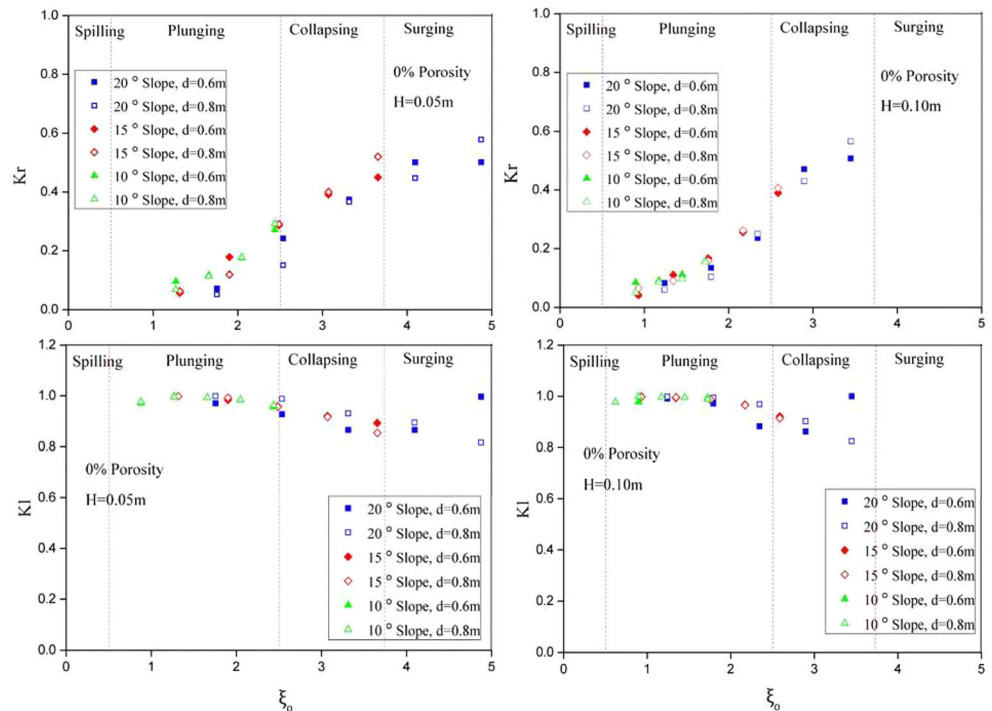 Spilling Plunging Collapsing Surging
0% Porosity
H=0.05m
20 ° Slope, d=0.6m
20 ° Slope, d=0.8m
15 ° Slope, d=0.6m
15 ° Slope, d=0.8m
10 ° Slope, d=0.6m
10 ° Slope, d=0.8m
Kr
1.0
0.8
0.6
0.4
0.2
0.0
0 1 2 3 4 5
Spilling Plunging Collapsing Surging
0% Porosity
H=0.10m
20 ° Slope, d=0.6m
20 ° Slope, d=0.8m
15 ° Slope, d=0.6m
15 ° Slope, d=0.8m
10 ° Slope, d=0.6m
10 ° Slope, d=0.8m
Kr
1.0
0.8
0.6
0.4
0.2
0.0
0 1 2 3 4 5
Spilling Plunging Collapsing Surging
0% Porosity
H=0.05m
20 ° Slope, d=0.6m
20 ° Slope, d=0.8m
15 ° Slope, d=0.6m
15 ° Slope, d=0.8m
10 ° Slope, d=0.6m
10 ° Slope, d=0.8m
Kl
1.2
1.0
0.8
0.6
0.4
0.2
0.0
0 1 2 3 4 5
ξo
Spilling Plunging Collapsing Surging
0% Porosity
H=0.10m
20 ° Slope, d=0.6m
20 ° Slope, d=0.8m
15 ° Slope, d=0.6m
15 ° Slope, d=0.8m
10 ° Slope, d=0.6m
10 ° Slope, d=0.8m
Kl
1.2
1.0
0.8
0.6
0.4
0.2
0.0
0 1 2 3 4 5
ξo